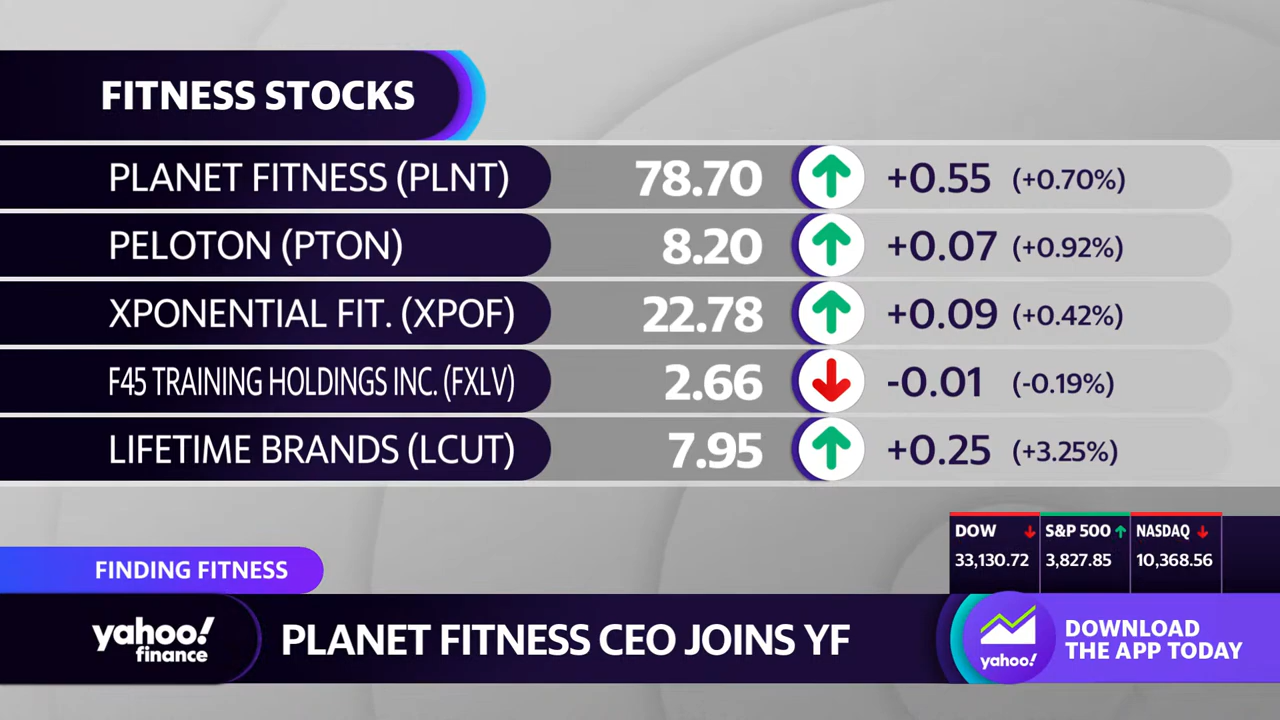 FITNESS STOCKS
PLANET FITNESS (PLNT) 78.70 +0.55 (+0.70%)
PELOTON (PTON) 8.20 +0.07 (+0.92%)
XPONENTIAL FIT. (XPOF) 22.78 +0.09 (+0.42%)
F45 TRAINING HOLDINGS INC. (FXLV) 2.66 -0.01 (-0.19%)
LIFETIME BRANDS (LCUT) 7.95 +0.25 (+3.25%)
DOW S&P 500 NASDAQ
33,130.72 3,827.85 10,368.56
FINDING FITNESS
yahoo!
finance
PLANET FITNESS CEO JOINS YF
yahoo!
DOWNLOAD
THE APP TODAY